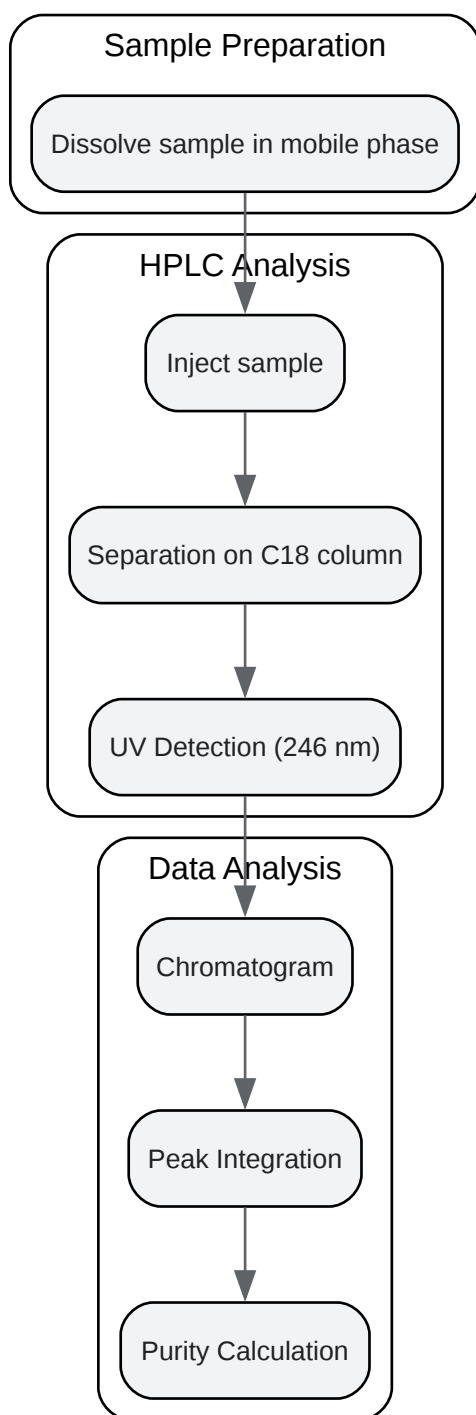 Sample Preparation
Dissolve sample in mobile phase
HPLC Analysis
Inject sample
Separation on C18 column
UV Detection (246 nm)
Data Analysis
Chromatogram
Peak Integration
Purity Calculation